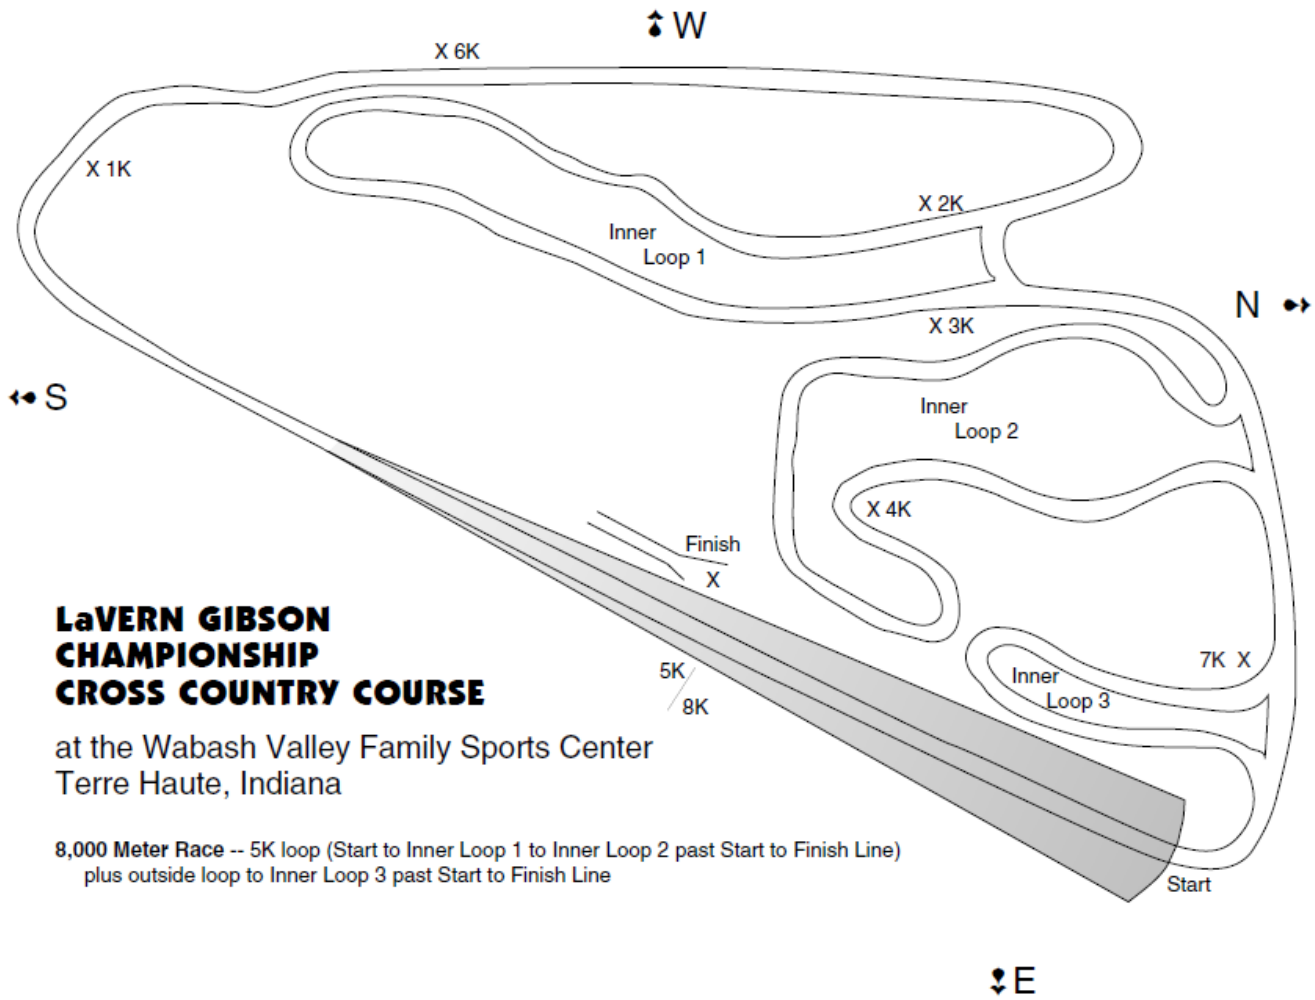 W
X 6K
X 1K
X 2K
Inner
Loop 1
N
X 3K
S
Inner
Loop 2
X 4K
Finish
X
LaVERN GIBSON
CHAMPIONSHIP
CROSS COUNTRY COURSE
5K
8K
7K X
Inner
Loop 3
at the Wabash Valley Family Sports Center
Terre Haute, Indiana
8,000 Meter Race -- 5K loop (Start to Inner Loop 1 to Inner Loop 2 past Start to Finish Line)
plus outside loop to Inner Loop 3 past Start to Finish Line
Start
E